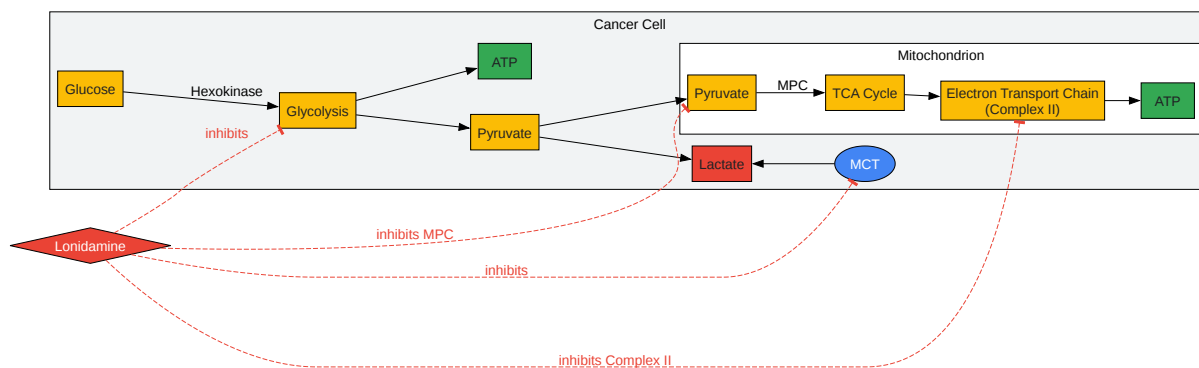 Cancer Cell
Mitochondrion
ATP
Glucose
Hexokinase
Glycolysis
Pyruvate
MPC
TCA Cycle
Electron Transport Chain
(Complex II)
ATP
inhibits
Pyruvate
Lactate
MCT
Lonidamine
inhibits MPC
inhibits
inhibits Complex II